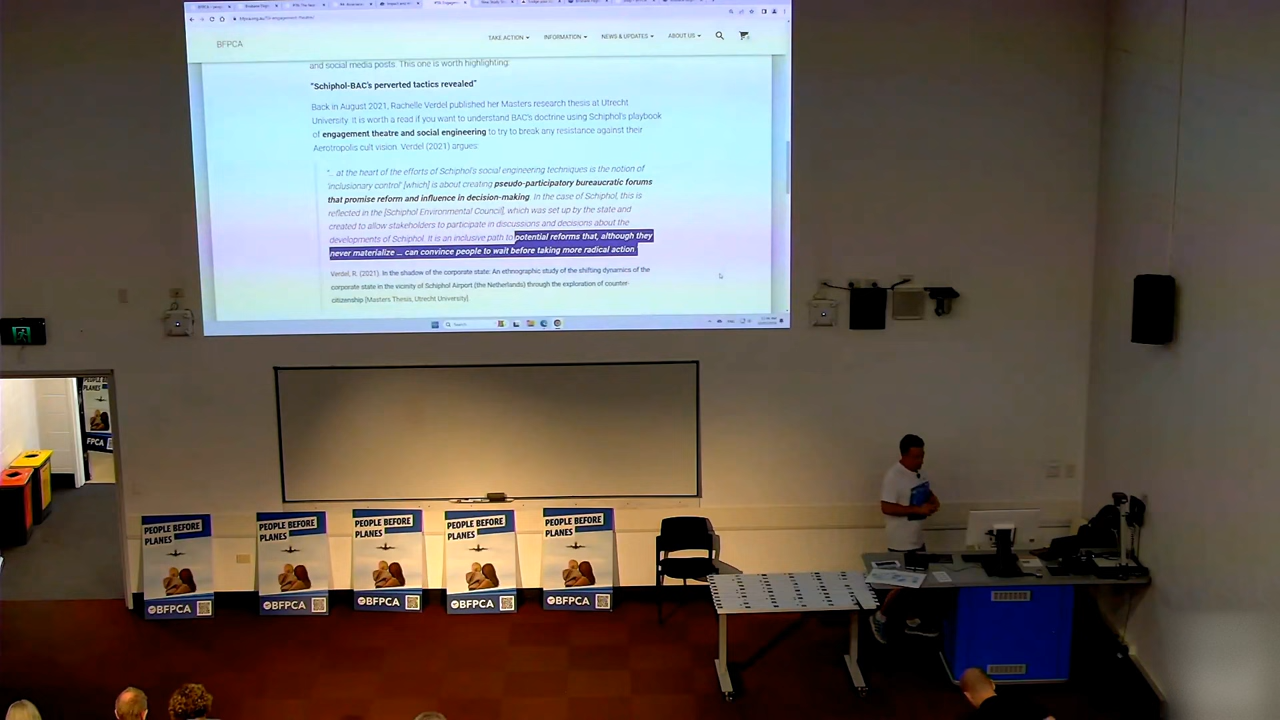 BFPCA
TAKE ACTION
INFORMATION
NEWS & UPDATES
ABOUT US
and social media posts. This one is worth highlighting:
"Schiphol-BAC's perverted tactics revealed"
Back in August 2021, Rachelle Verdel published her Masters research thesis at Utrecht
University. It is worth a read if you want to understand BAC's doctrine using Schiphol's playbook
of engagement theatre and social engineering to try to break any resistance against their
Aerotropolis cult vision. Verdel (2021) argues:
"... at the heart of the efforts of Schiphol's social engineering techniques is the notion of
'inclusionary control' [which] is about creating pseudo-participatory bureaucratic forums
that promise reform and influence in decision-making. In the case of Schiphol, this is
reflected in the [Schiphol Environmental Council], which was set up by the state and
created to allow stakeholders to participate in discussions and decisions about the
developments of Schiphol. It is an inclusive path to potential reforms that, although they
never materialize ... can convince people to wait before taking more radical action.
Verdel, R. (2021). In the shadow of the corporate state: An ethnographic study of the shifting dynamics of the
corporate state in the vicinity of Schiphol Airport (the Netherlands) through the exploration of counter-
citizenship [Masters Thesis, Utrecht University].
Search
PEOPLE BEFORE
PLANES
BFPCA
PEOPLE BEFORE
PLANES
BFPCA
PEOPLE BEFORE
PLANES
BFPCA
PEOPLE BEFORE
PLANES
BFPCA
PEOPLE BEFORE
PLANES
BFPCA
PEOPLE BEFORE
PLANES
FPCA